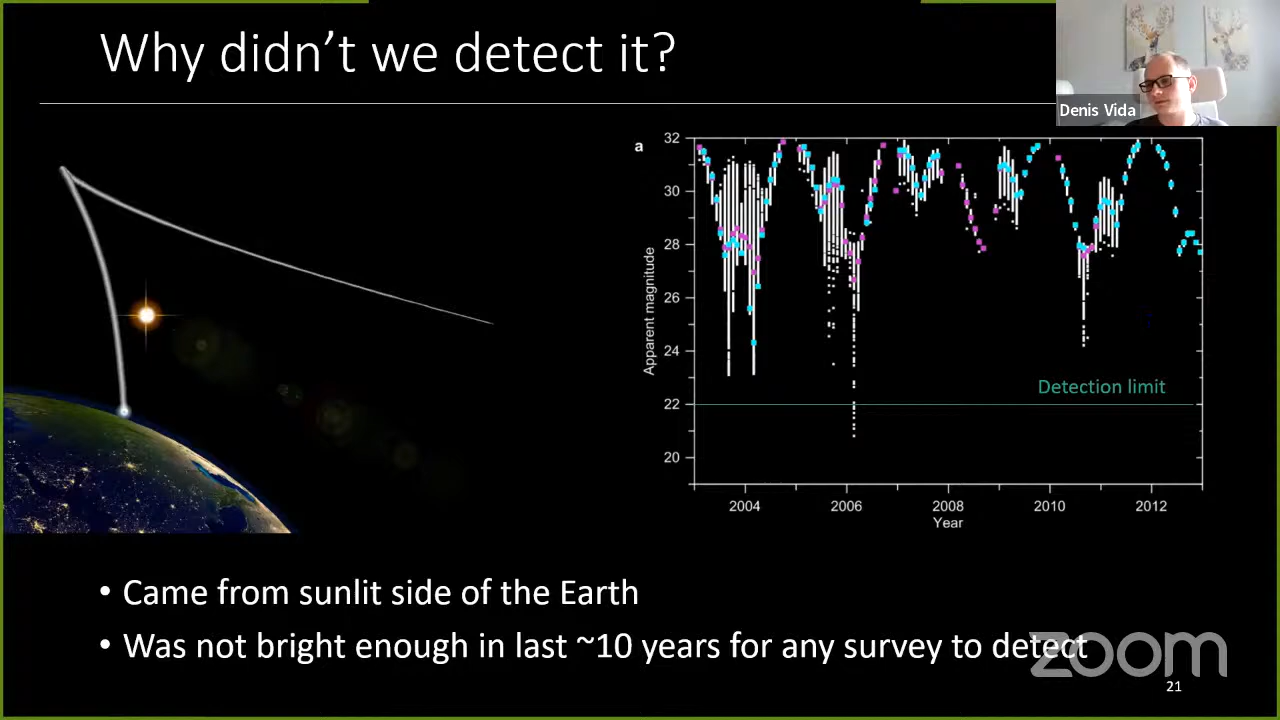 Why didn't we detect it?
Denis Vida
a
32
30
28
26
24
22
20
Apparent magnitude
Detection limit
2004 2006 2008 2010 2012
Year
• Came from sunlit side of the Earth
• Was not bright enough in last ~10 years for any survey to detect
zoom
21